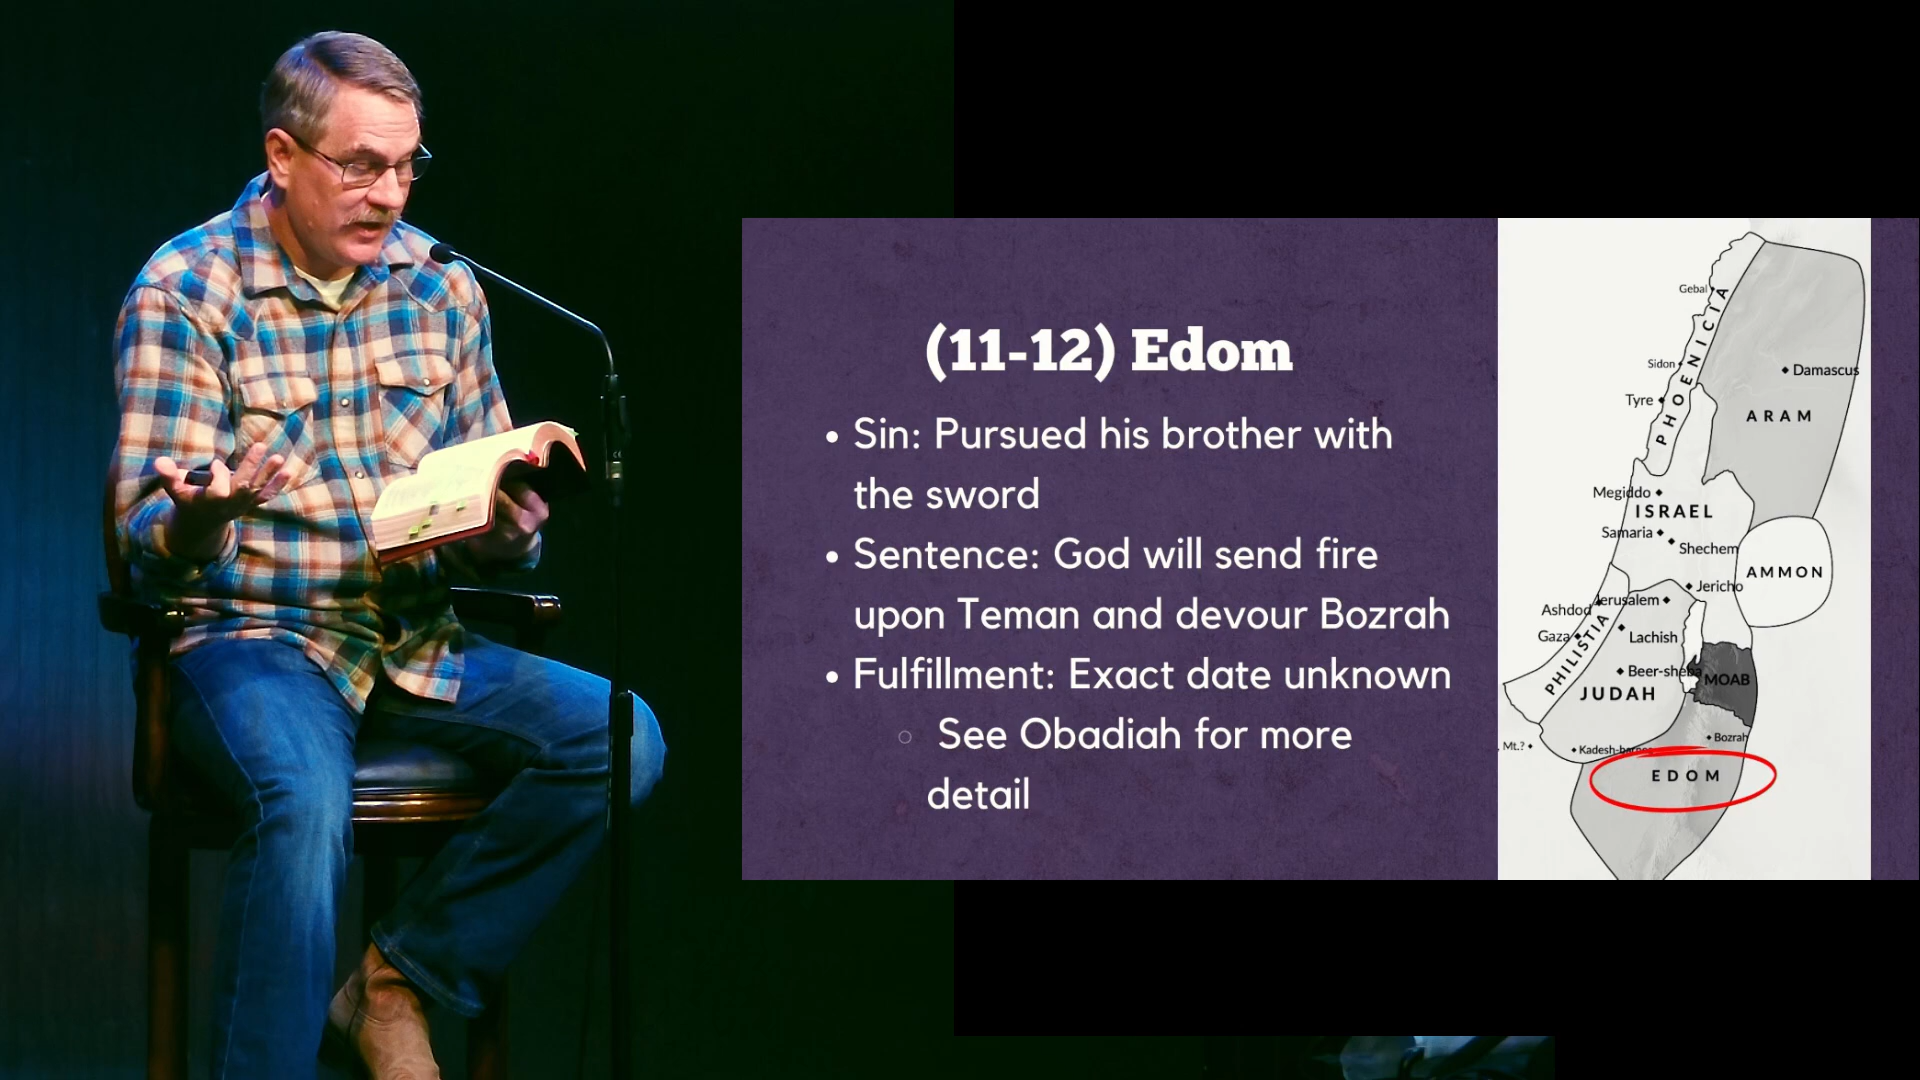 (11-12) Edom
• Sin: Pursued his brother with
the sword
• Sentence: God will send fire
upon Teman and devour Bozrah
• Fulfillment: Exact date unknown
○ See Obadiah for more
detail
Gebal
PHOENICIA
Sidon
Damascus
Tyre
ARAM
Megiddo
ISRAEL
Samaria
Shechem
AMMON
Jericho
Jerusalem
Ashdod
Gaza
Lachish
PHILISTIA
Beer-sheba
MOAB
JUDAH
Bozrah
, Mt.?
Kadesh-barnea
EDOM